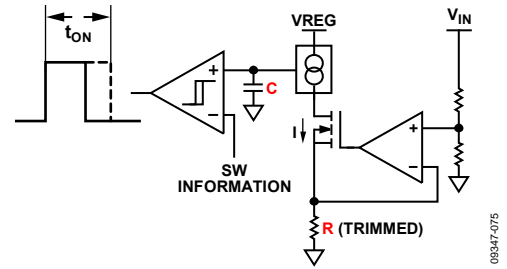 tON
VREG
VIN
+
C
−
SW
INFORMATION
I
+
−
R (TRIMMED)
09347-075